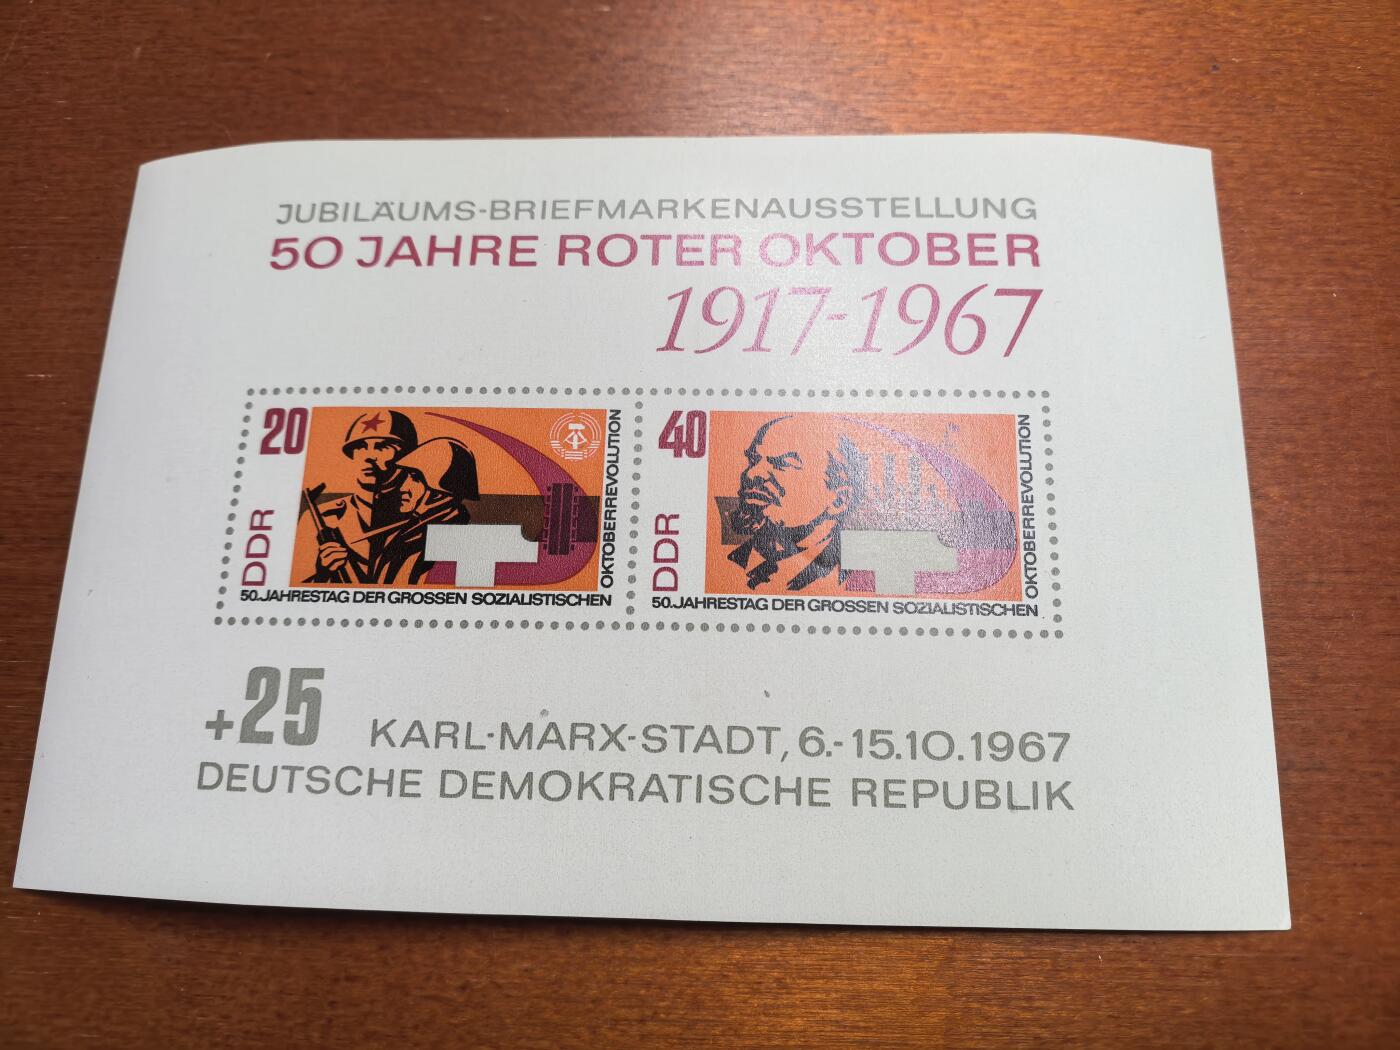 JUBILÄUMS-BRIEFMARKENAUSSTELLUNG
50 JAHRE ROTER OKTOBER
1917-1967
20
DDR
50.JAHRESTAG DER GROSSEN SOZIALISTISCHEN
OKTOBERREVOLUTION
40
DDR
50.JAHRESTAG DER GROSSEN SOZIALISTISCHEN
OKTOBERREVOLUTION
+25 KARL-MARX-STADT, 6.-15.10.1967
DEUTSCHE DEMOKRATISCHE REPUBLIK